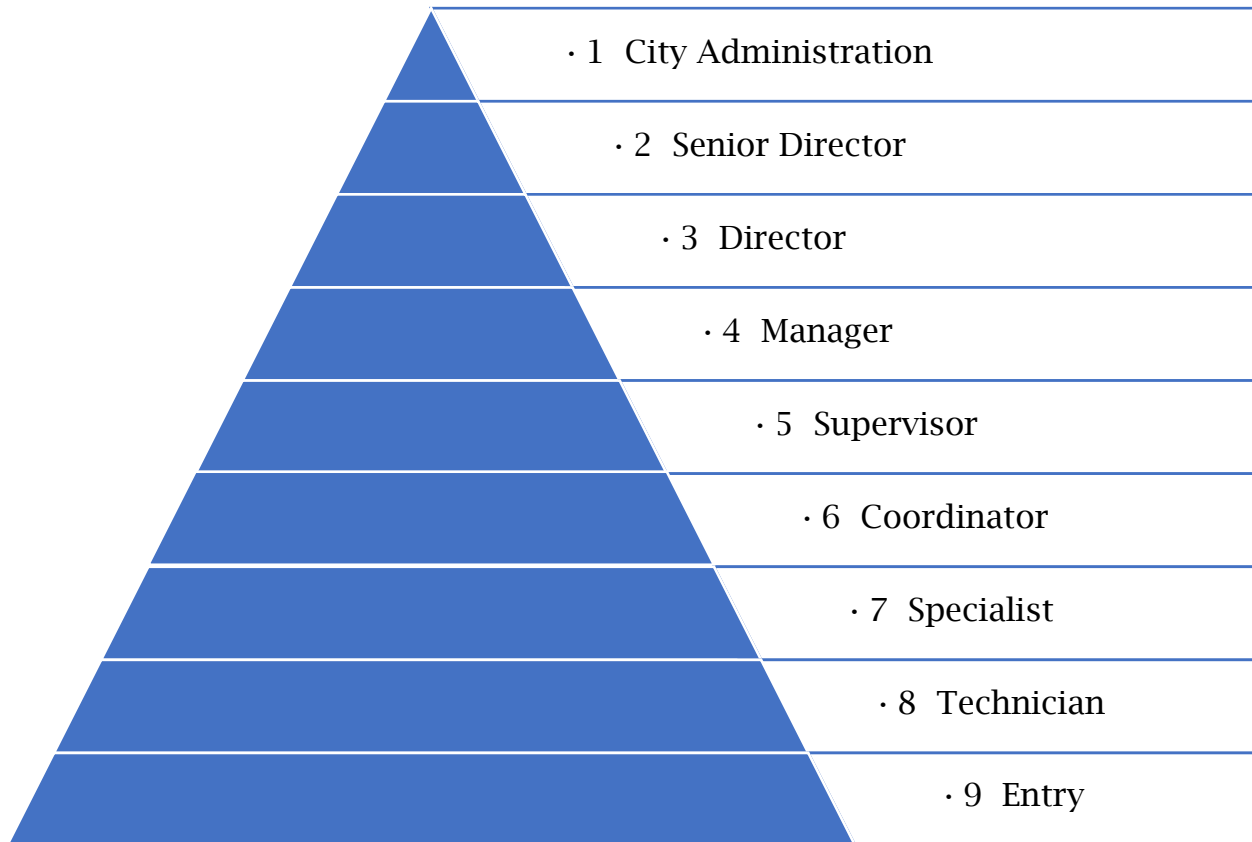 · 1 City Administration
· 2 Senior Director
· 3 Director
· 4 Manager
· 5 Supervisor
· 6 Coordinator
· 7 Specialist
· 8 Technician
· 9 Entry